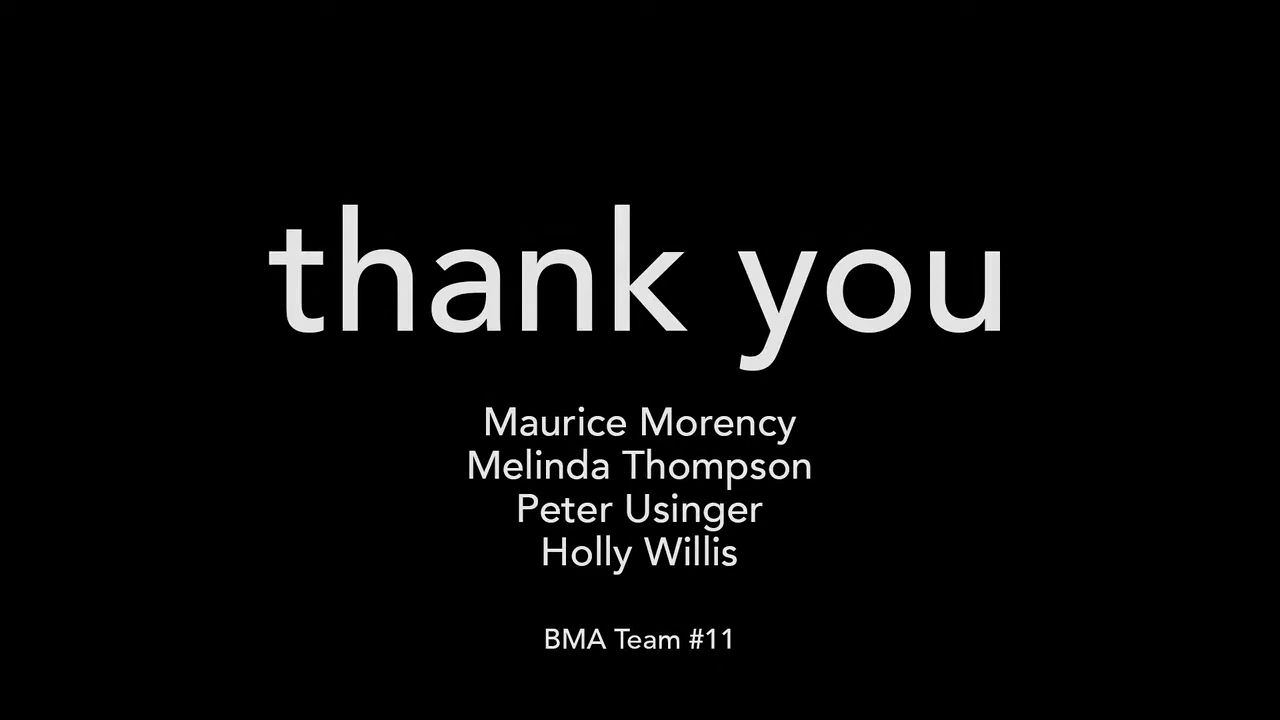 thank you
Maurice Morency
Melinda Thompson
Peter Usinger
Holly Willis
BMA Team #11